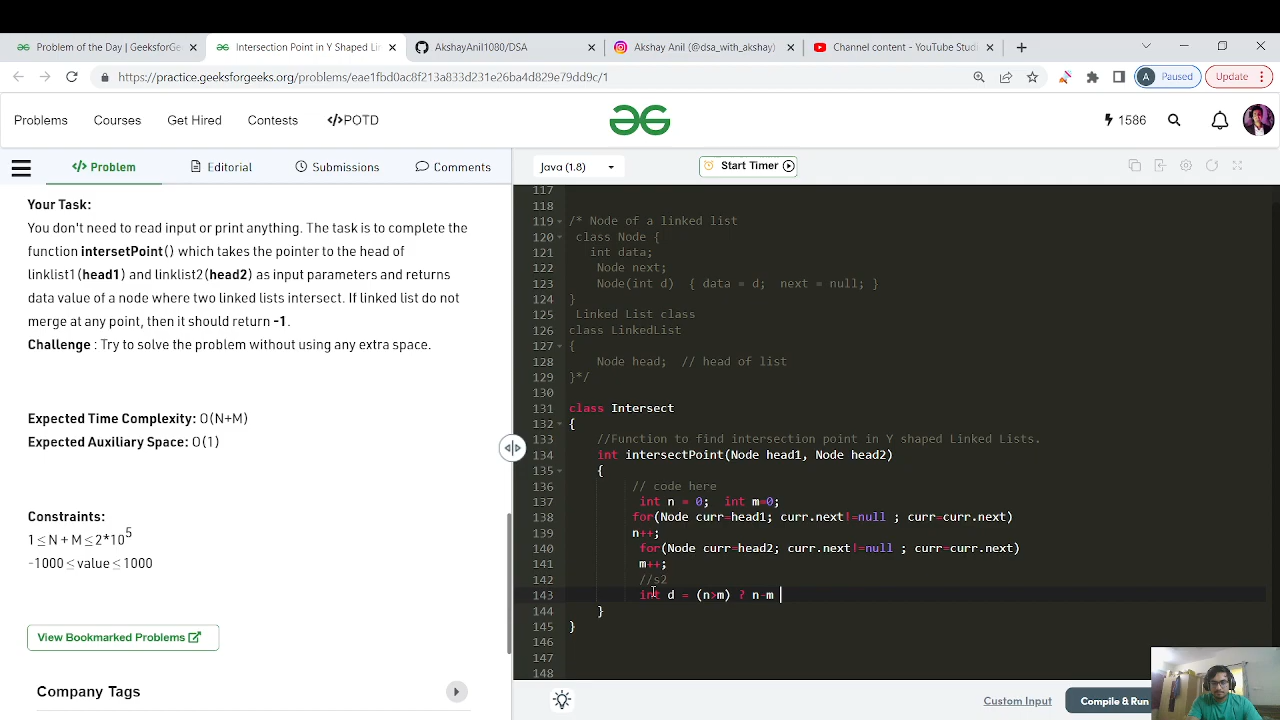 Problem of the Day | GeeksforGe
Intersection Point in Y Shaped Li
AkshayAnil1080/DSA
Akshay Anil (@dsa_with_akshay)
Channel content - YouTube Stud
https://practice.geeksforgeeks.org/problems/eae1fbd0ac8f213a833d231b26ba4d829e79dd9c/1
A Paused
Update
Problems
Courses
Get Hired
Contests
</>POTD
1586
</> Problem
Editorial
Submissions
Comments
Java (1.8)
Start Timer
Your Task:
You don't need to read input or print anything. The task is to complete the
function intersetPoint() which takes the pointer to the head of
linklist1(head1) and linklist2(head2) as input parameters and returns
data value of a node where two linked lists intersect. If linked list do not
merge at any point, then it should return -1.
Challenge : Try to solve the problem without using any extra space.
Expected Time Complexity: O(N+M)
Expected Auxiliary Space: O(1)
Constraints:
1 ≤ N + M ≤ 2*10^5
-1000 ≤ value ≤ 1000
View Bookmarked Problems
Company Tags
117
118
119 /* Node of a linked list
120 class Node {
121 int data;
122 Node next;
123 Node(int d) { data = d; next = null; }
124 }
125 Linked List class
126 class LinkedList
127 {
128 Node head; // head of list
129 }*/
130
131 class Intersect
132 {
133 //Function to find intersection point in Y shaped Linked Lists.
134 int intersectPoint(Node head1, Node head2)
135 {
136 // code here
137 int n = 0; int m=0;
138 for(Node curr=head1; curr.next!=null ; curr=curr.next)
139 n++;
140 for(Node curr=head2; curr.next!=null ; curr=curr.next)
141 m++;
142 //s2
143 int d = (n>m) ? n-m
144 }
145 }
146
147
148
Custom Input
Compile & Run